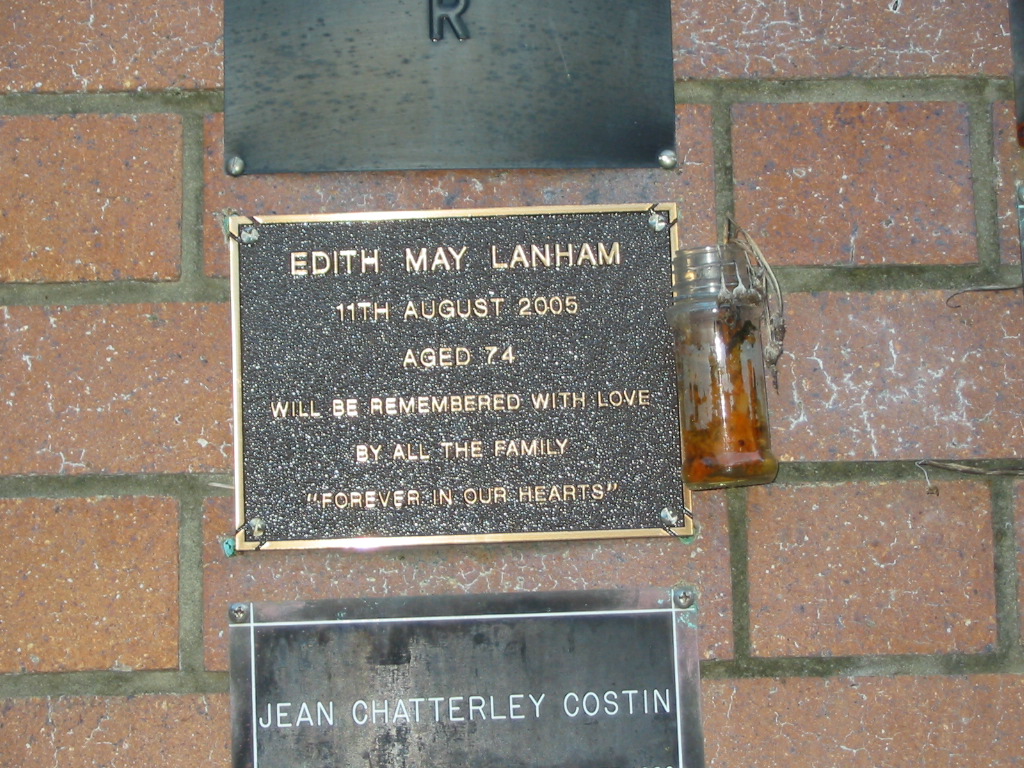 R
EDITH MAY LANHAM
11TH AUGUST 2005
AGED 74
WILL BE REMEMBERED WITH LOVE
BY ALL THE FAMILY
"FOREVER IN OUR HEARTS"
JEAN CHATTERLEY COSTIN